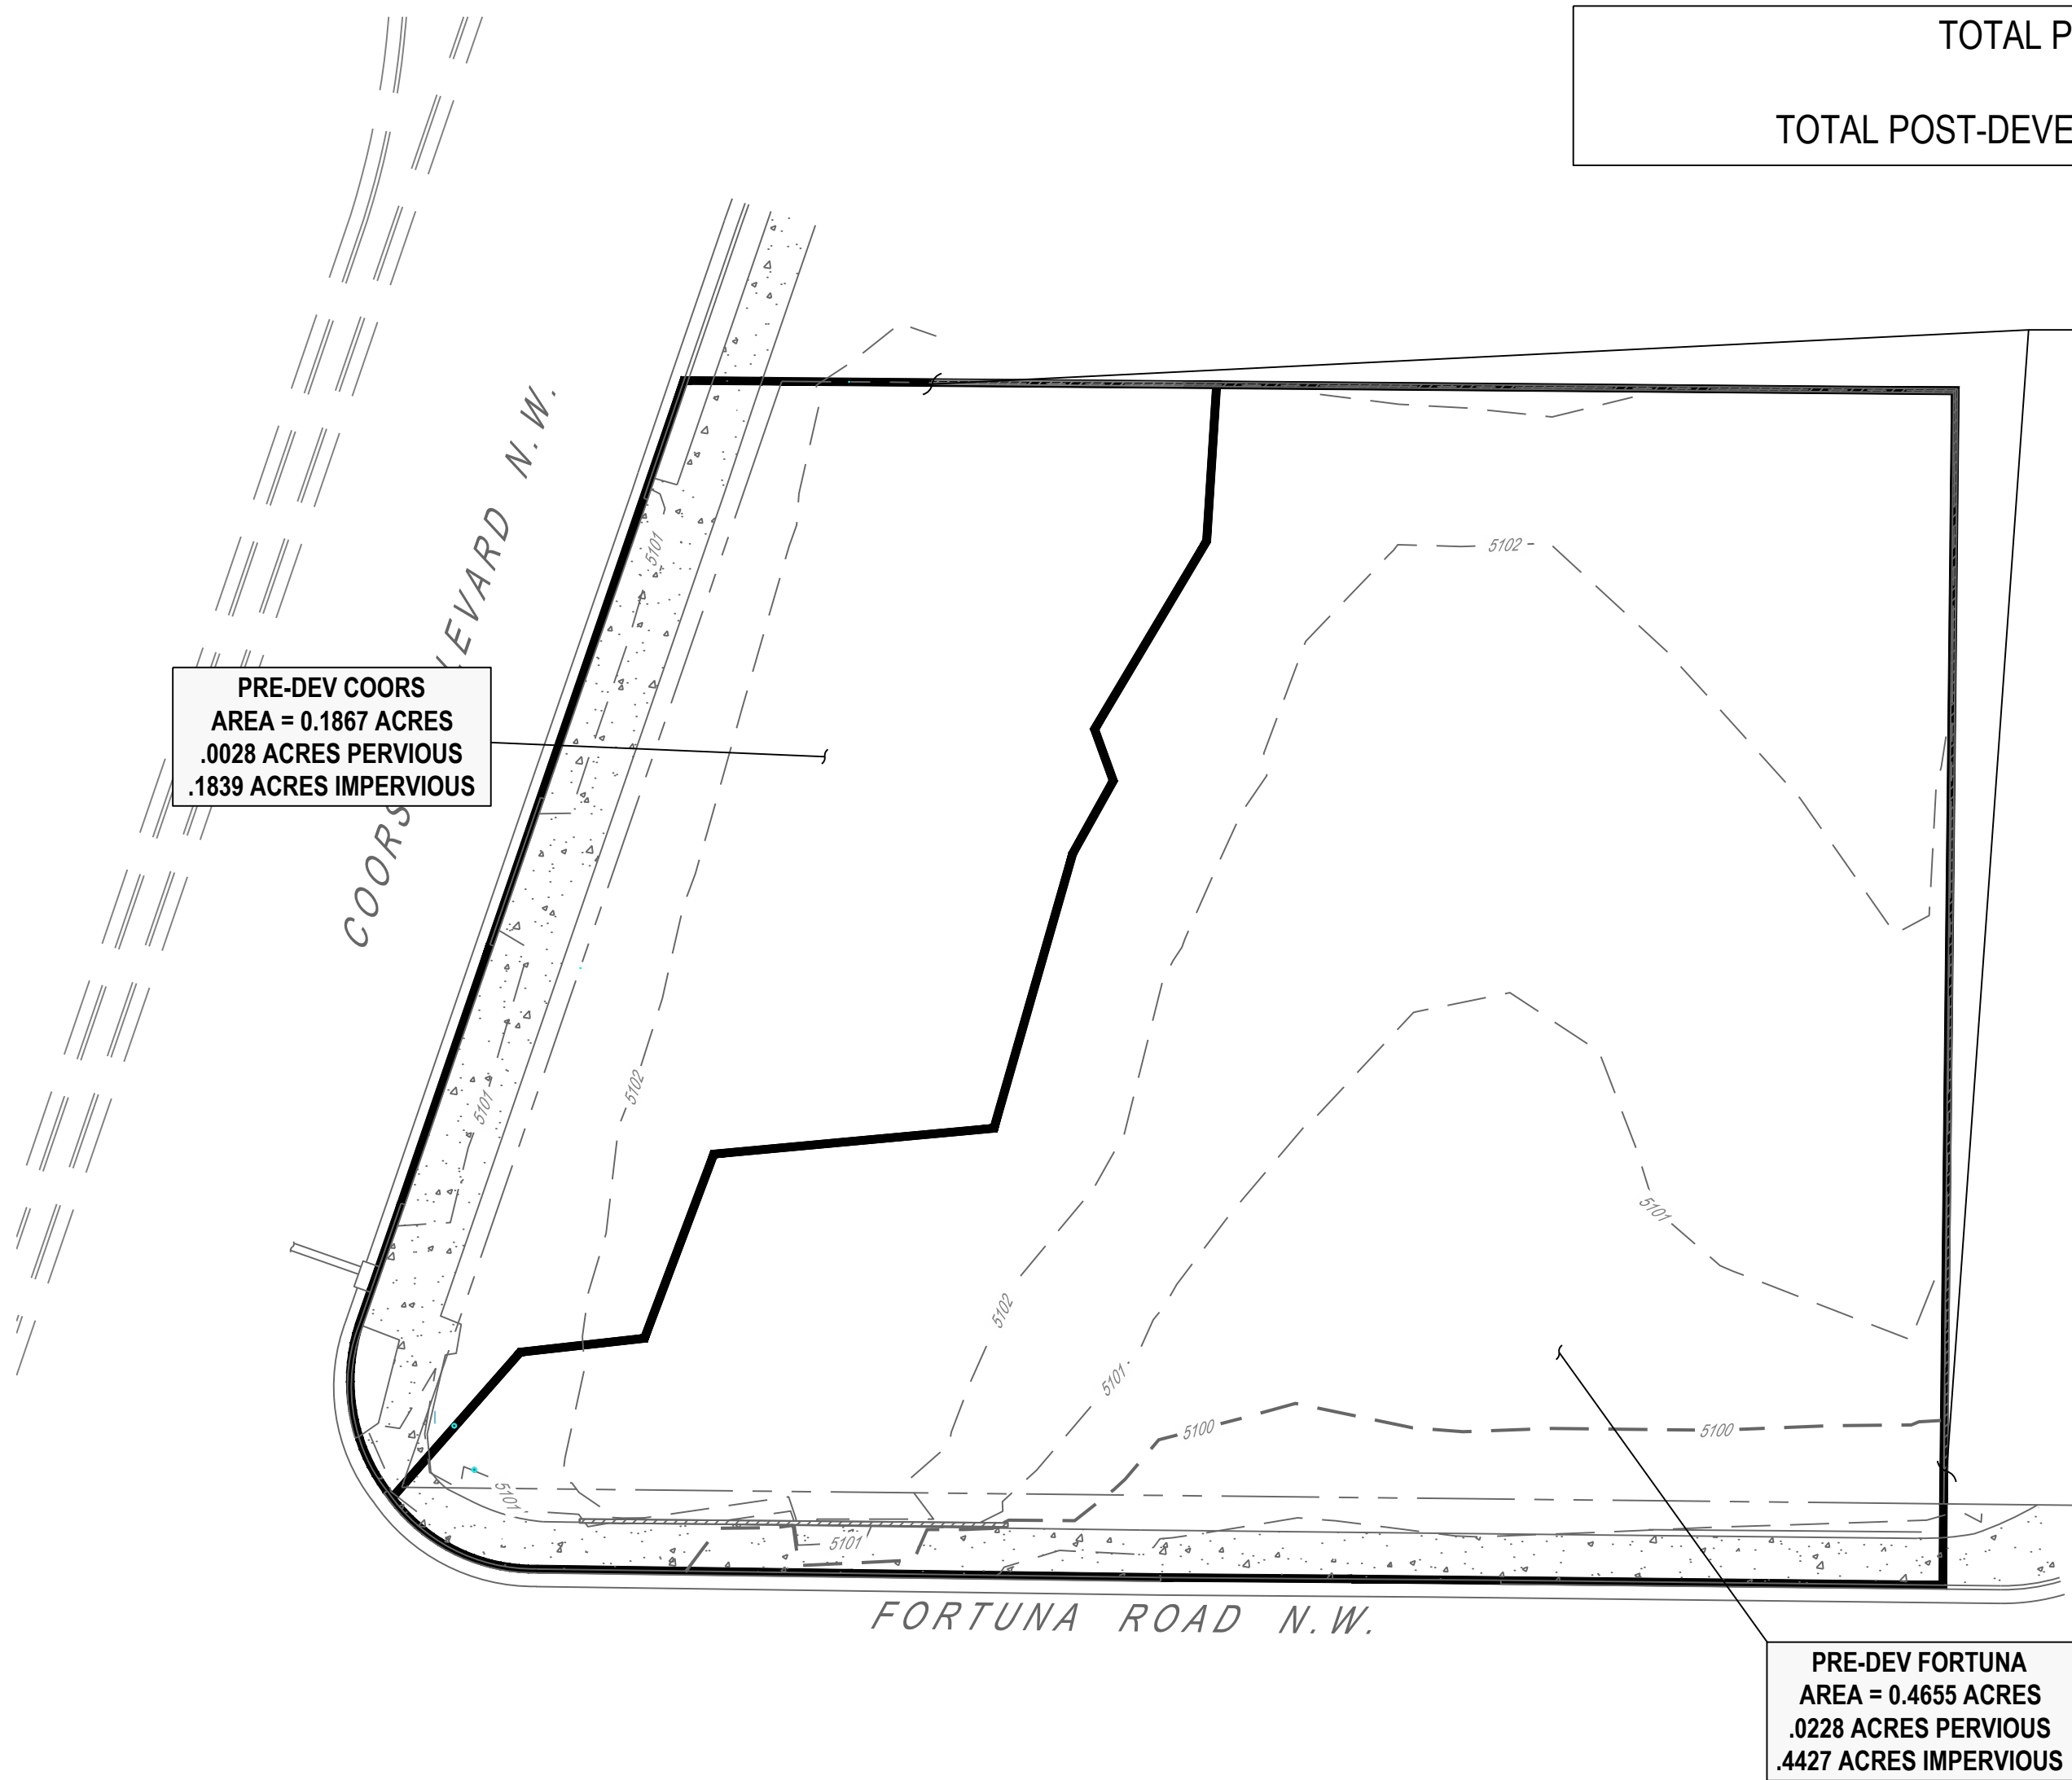 TOTAL P
TOTAL POST-DEVE
COORS LEVARD N.W.
PRE-DEV COORS
AREA = 0.1867 ACRES
.0028 ACRES PERVIOUS
.1839 ACRES IMPERVIOUS
5101
5102
5102
5101
5101
5102
5101
5100
5100
5101
5101
FORTUNA ROAD N.W.
PRE-DEV FORTUNA
AREA = 0.4655 ACRES
.0228 ACRES PERVIOUS
.4427 ACRES IMPERVIOUS